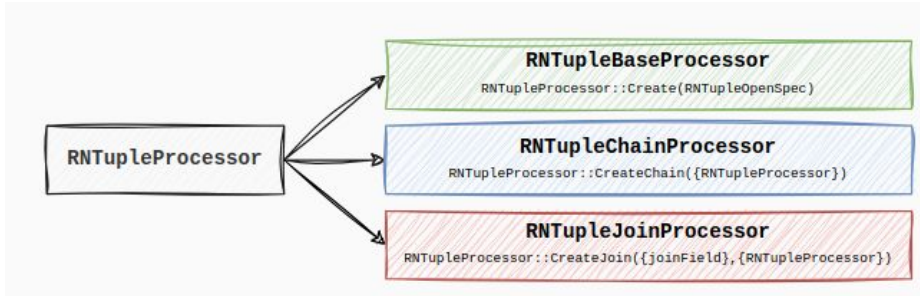 RNTupleBaseProcessor
RNTupleProcessor::Create(RNTupleOpenSpec)
RNTupleProcessor
RNTupleChainProcessor
RNTupleProcessor::CreateChain({RNTupleProcessor})
RNTupleJoinProcessor
RNTupleProcessor::CreateJoin({joinField},{RNTupleProcessor})